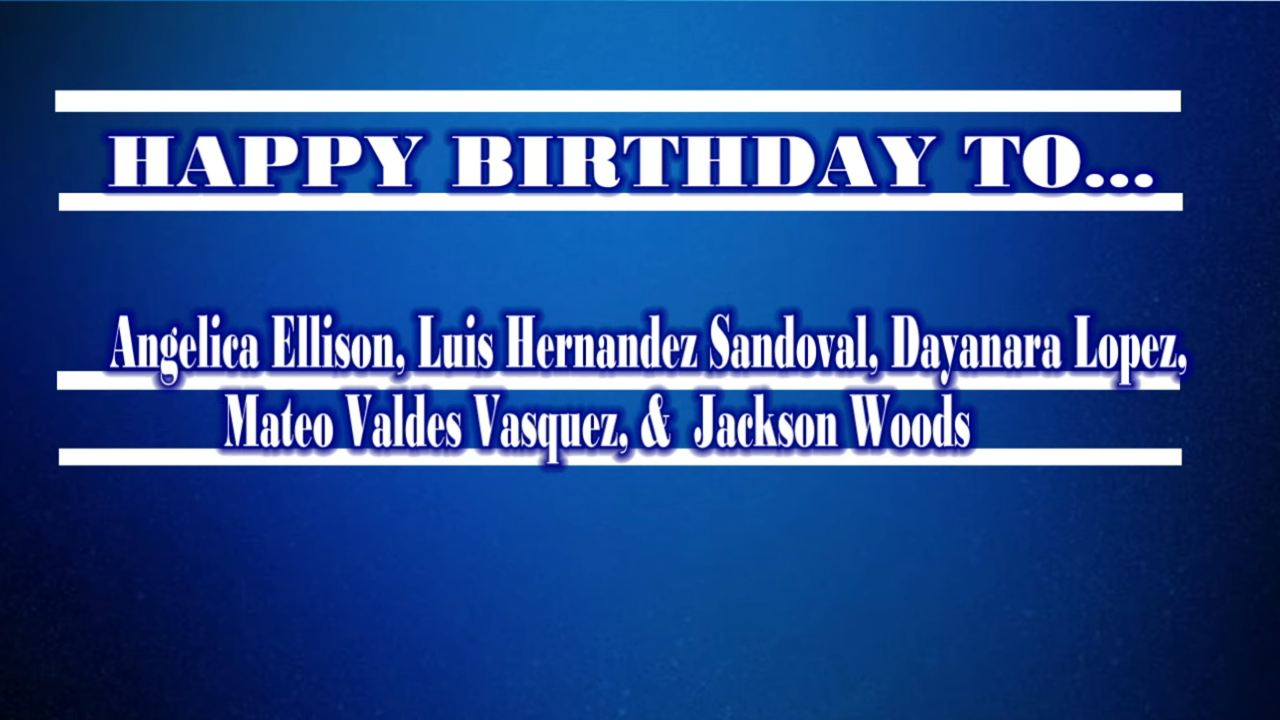 HAPPY BIRTHDAY TO...
Angelica Ellison, Luis Hernandez Sandoval, Dayanara Lopez,
Mateo Valdes Vasquez, & Jackson Woods